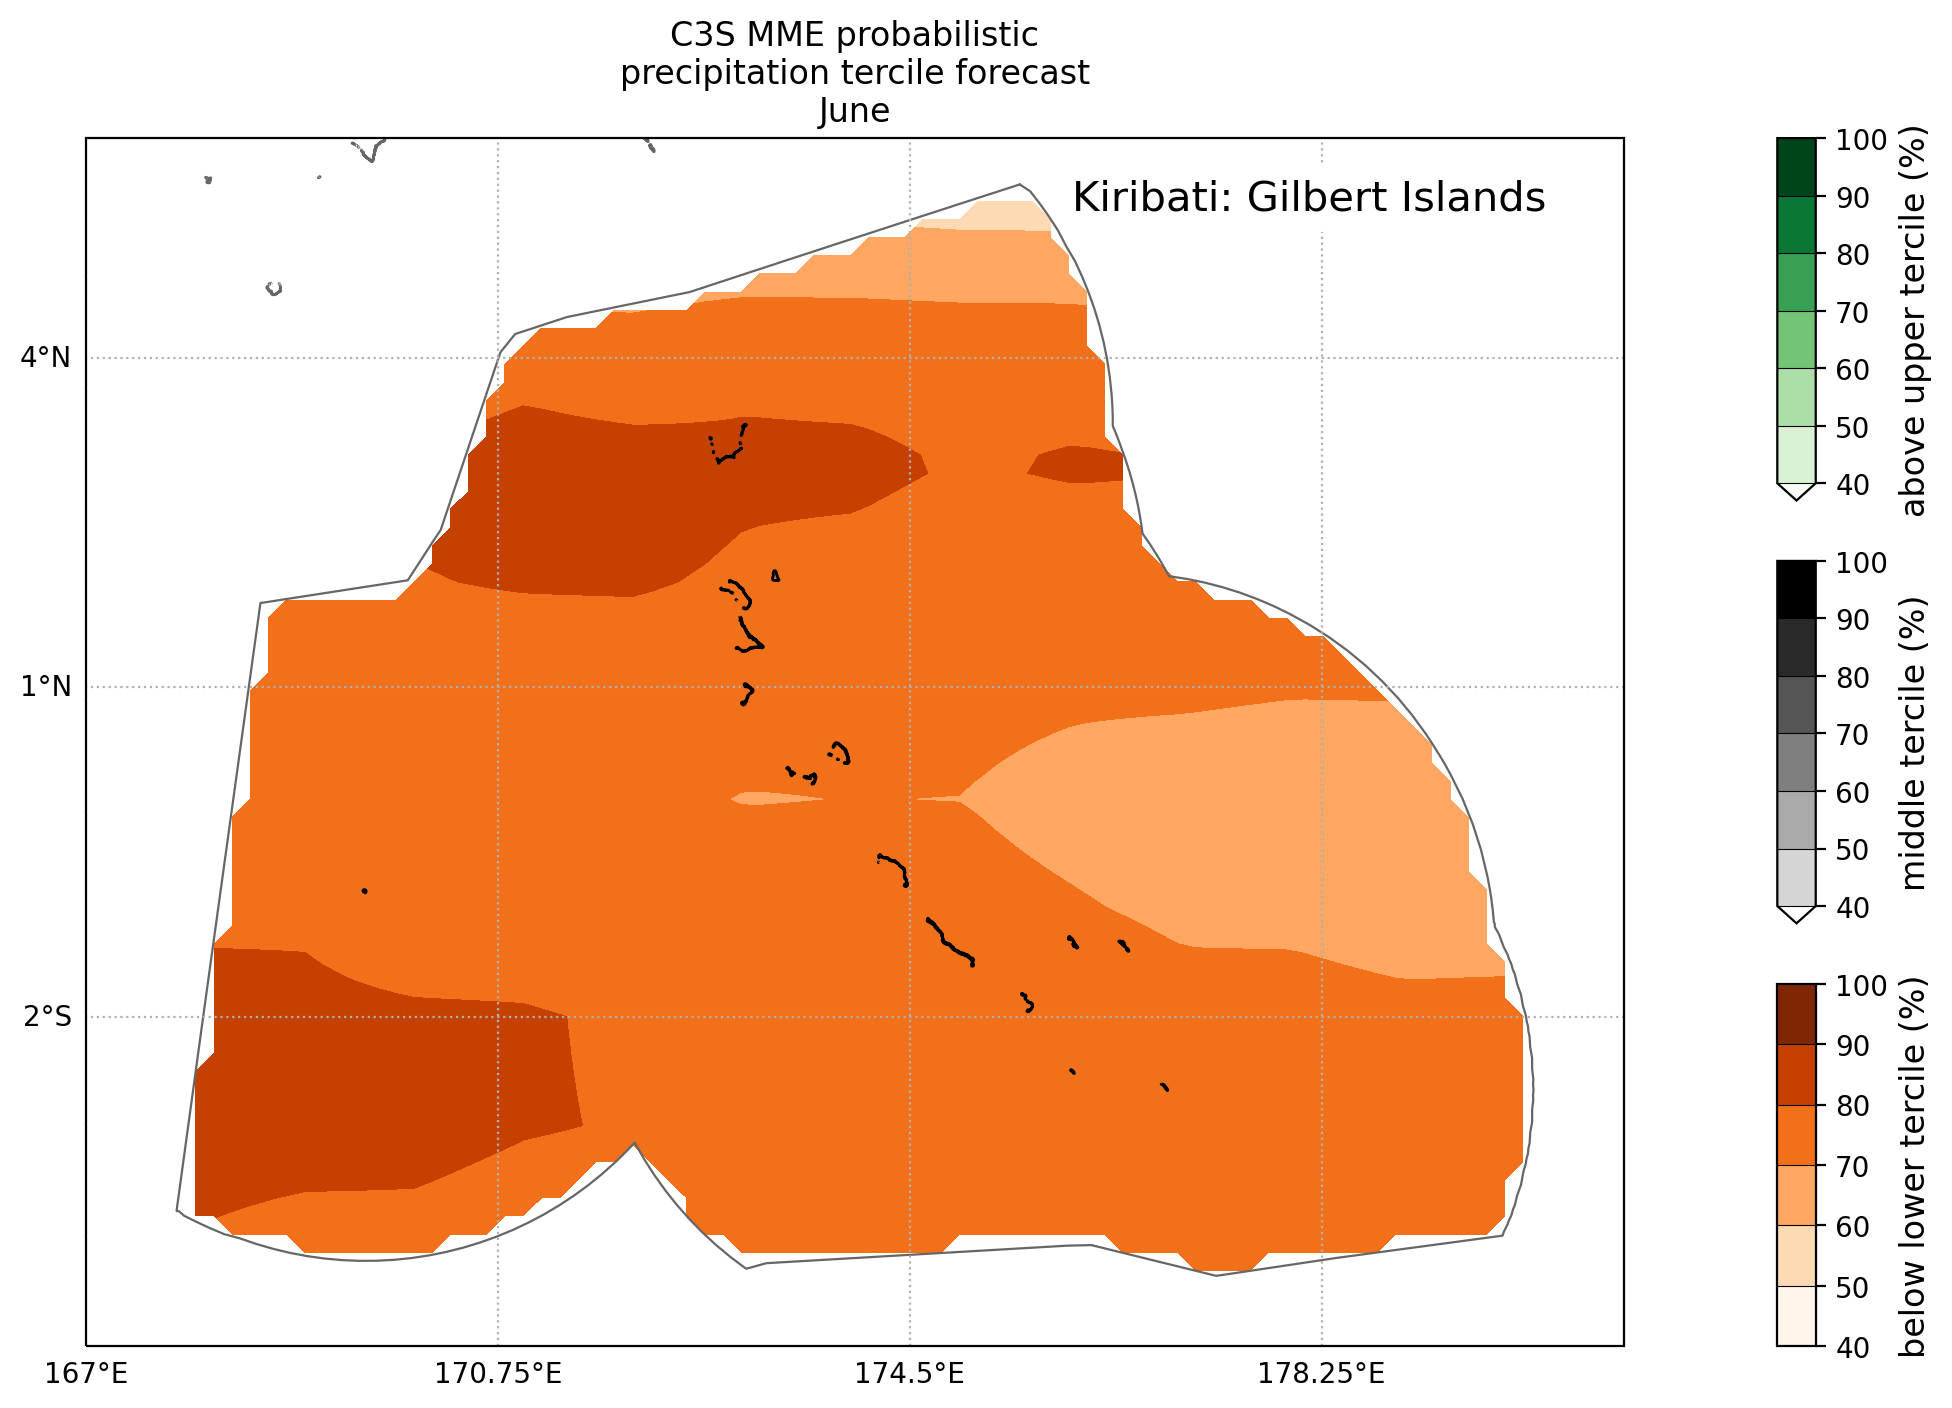 C3S MME probabilistic
precipitation tercile forecast
June
Kiribati: Gilbert Islands
4°N
1°N
2°S
167°E
170.75°E
174.5°E
178.25°E
100
90
80
70
60
50
40
above upper tercile (%)
100
90
80
70
60
50
40
middle tercile (%)
100
90
80
70
60
50
40
below lower tercile (%)